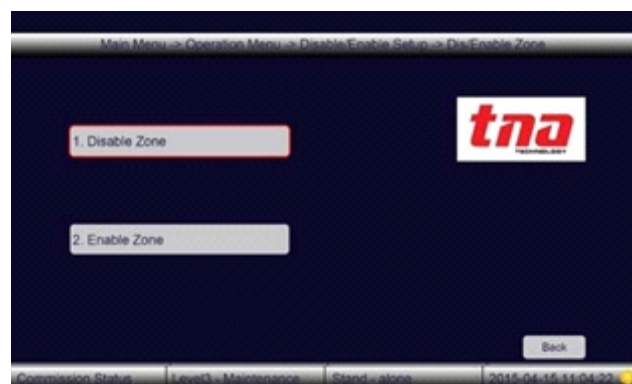 Main Menu -> Operation Menu -> Disable/Enable Setup -> Dis/Enable Zone
1. Disable Zone
tna
TECHNOLOGY
2. Enable Zone
Back
Commission Status
Level3 - Maintenance
Stand - alone
2015-04-15 11:04:22